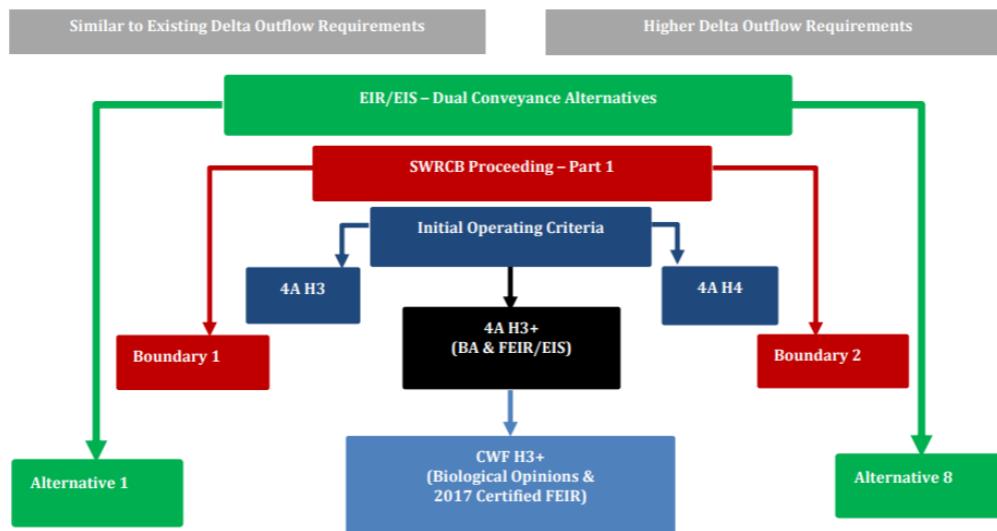 Similar to Existing Delta Outflow Requirements
Higher Delta Outflow Requirements
EIR/EIS – Dual Conveyance Alternatives
SWRCB Proceeding – Part 1
Initial Operating Criteria
4A H3
4A H4
4A H3+
(BA & FEIR/EIS)
Boundary 1
Boundary 2
CWF H3+
(Biological Opinions &
2017 Certified FEIR)
Alternative 1
Alternative 8